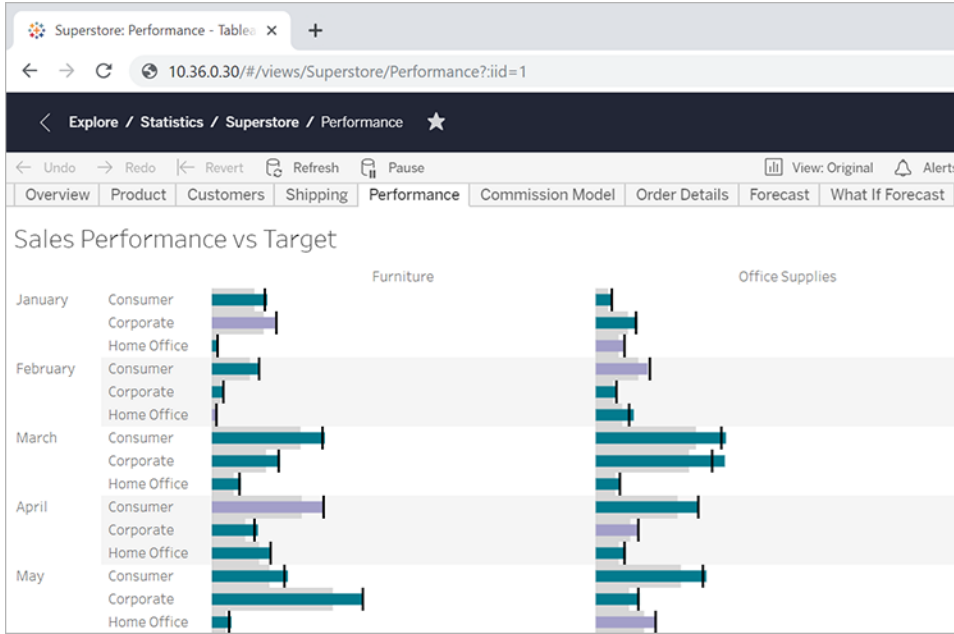 Superstore: Performance - Tablea
10.36.0.30/#/views/Superstore/Performance?:iid=1
Explore / Statistics / Superstore / Performance
Undo Redo Revert Refresh Pause View: Original Alerts
Overview Product Customers Shipping Performance Commission Model Order Details Forecast What If Forecast
Sales Performance vs Target
Furniture Office Supplies
January Consumer
Corporate
Home Office
February Consumer
Corporate
Home Office
March Consumer
Corporate
Home Office
April Consumer
Corporate
Home Office
May Consumer
Corporate
Home Office